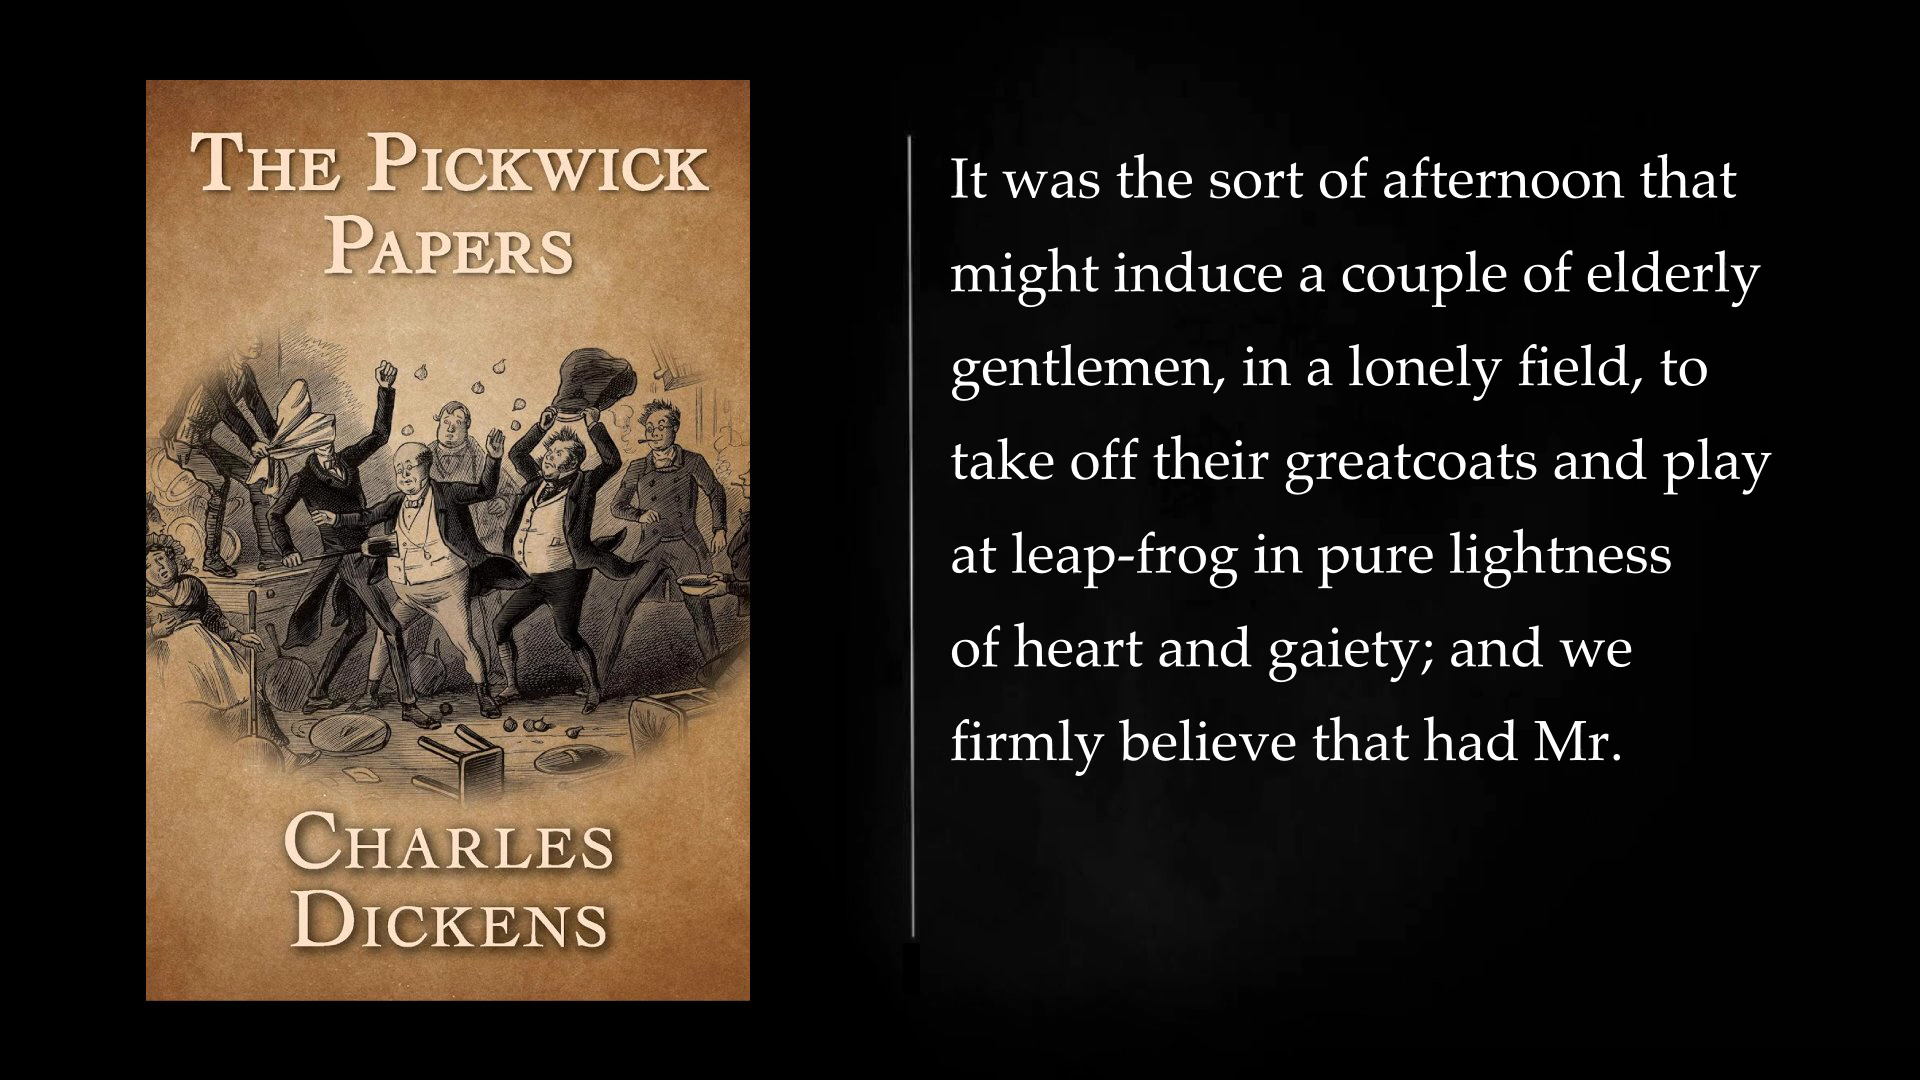 The Pickwick
Papers
Charles
Dickens
It was the sort of afternoon that
might induce a couple of elderly
gentlemen, in a lonely field, to
take off their greatcoats and play
at leap-frog in pure lightness
of heart and gaiety; and we
firmly believe that had Mr.